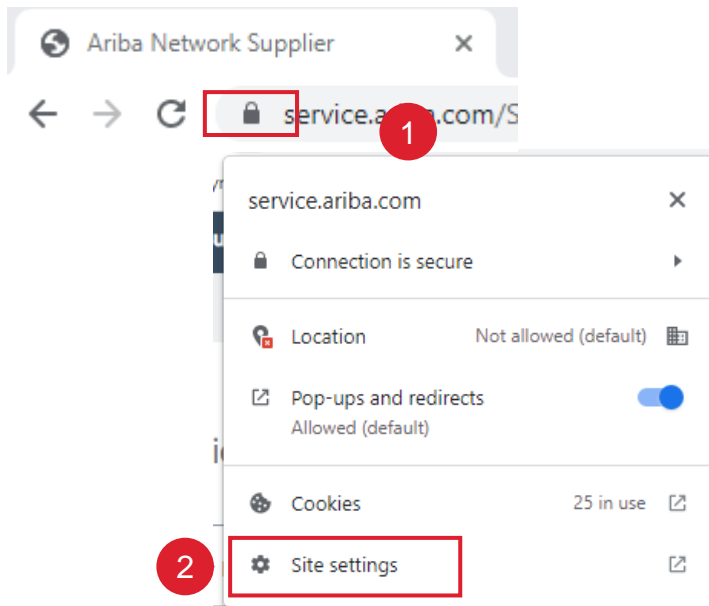 Ariba Network Supplier
service.a .com/S
1
service.ariba.com
Connection is secure
Location Not allowed (default)
Pop-ups and redirects
Allowed (default)
Cookies 25 in use
2 Site settings